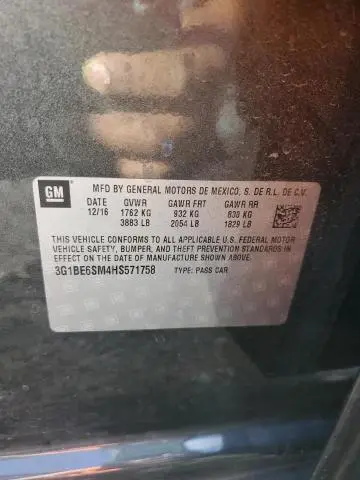 GM
MFD BY GENERAL MOTORS DE MEXICO, S. DE R.L. DE C.V.
DATE GVWR GAWR FRT GAWR RR
12/16 1762 KG 932 KG 830 KG
3883 LB 2054 LB 1829 LB
THIS VEHICLE CONFORMS TO ALL APPLICABLE U.S. FEDERAL MOTOR
VEHICLE SAFETY, BUMPER, AND THEFT PREVENTION STANDARDS
IN EFFECT ON THE DATE OF MANUFACTURE SHOWN ABOVE.
3G1BE6SM4HS571758 TYPE: PASS CAR